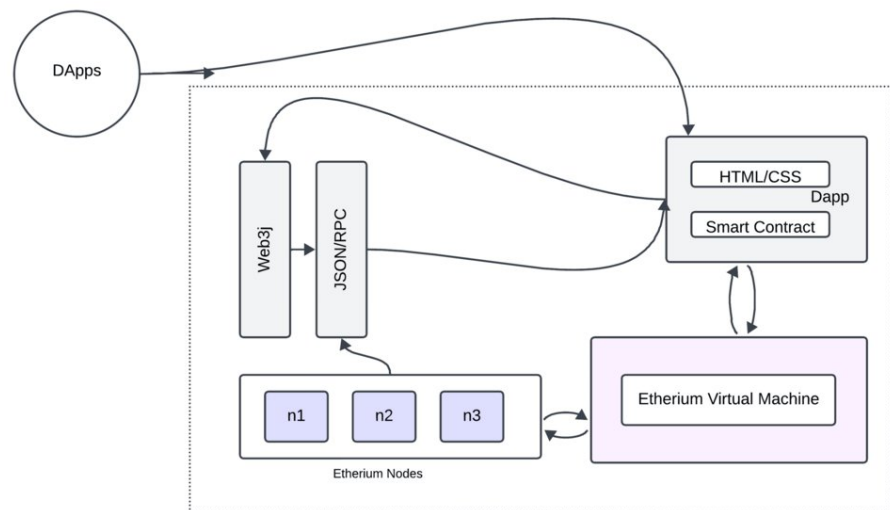 DApps
HTML/CSS
Dapp
Smart Contract
Web3j
JSON/RPC
Etherium Virtual Machine
n1
n2
n3
Etherium Nodes